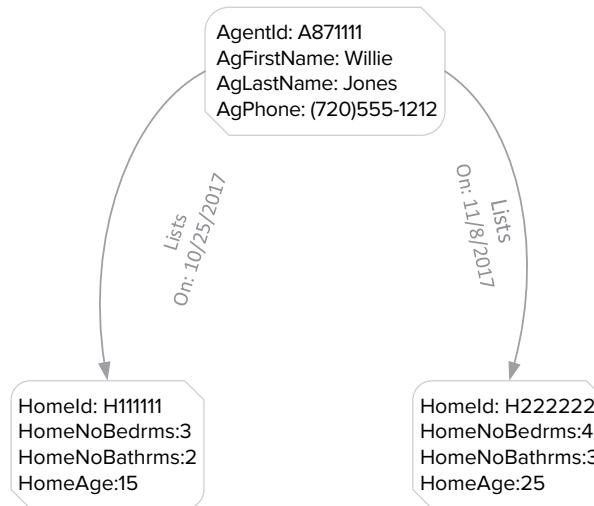 AgentId: A871111
AgFirstName: Willie
AgLastName: Jones
AgPhone: (720)555-1212
Lists
On: 10/25/2017
Lists
On: 11/8/2017
HomeId: H111111
HomeNoBedrms:3
HomeNoBathrms:2
HomeAge:15
HomeId: H222222
HomeNoBedrms:4
HomeNoBathrms:3
HomeAge:25